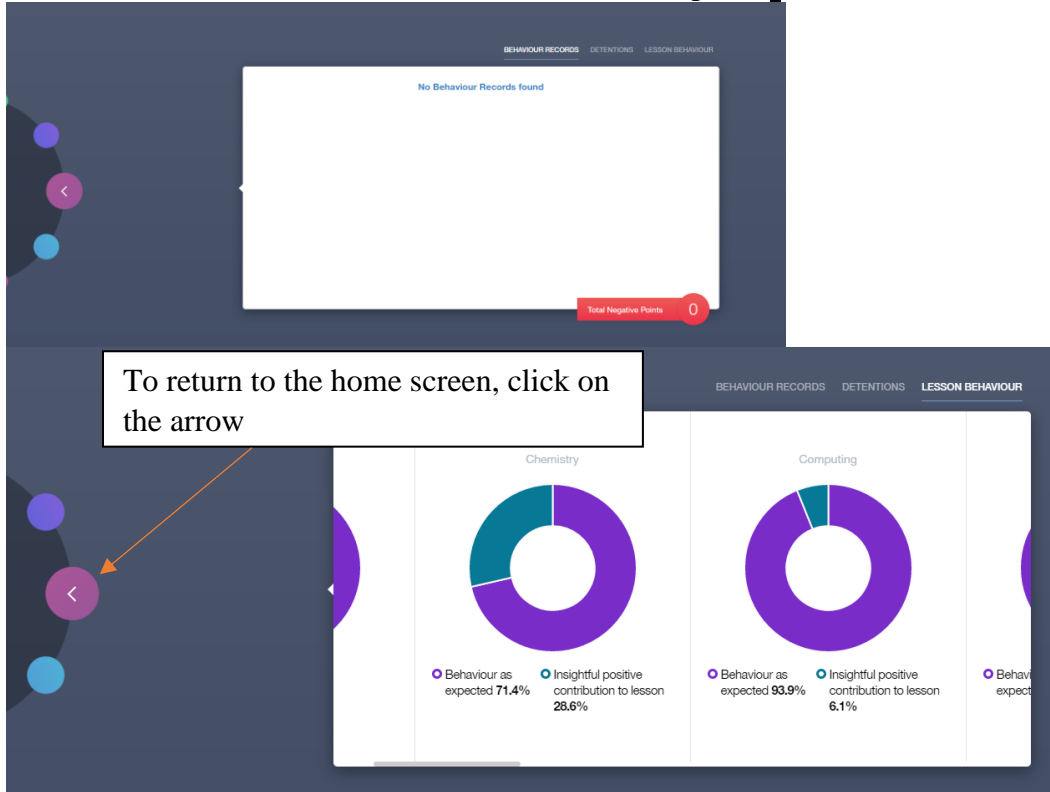 BEHAVIOUR RECORDS DETENTIONS LESSON BEHAVIOUR
No Behaviour Records found
Total Negative Points 0
To return to the home screen, click on
the arrow
BEHAVIOUR RECORDS DETENTIONS LESSON BEHAVIOUR
Chemistry
Behaviour as
expected 71.4%
Insightful positive
contribution to lesson
28.6%
Computing
Behaviour as
expected 93.9%
Insightful positive
contribution to lesson
6.1%
Behavi
expect